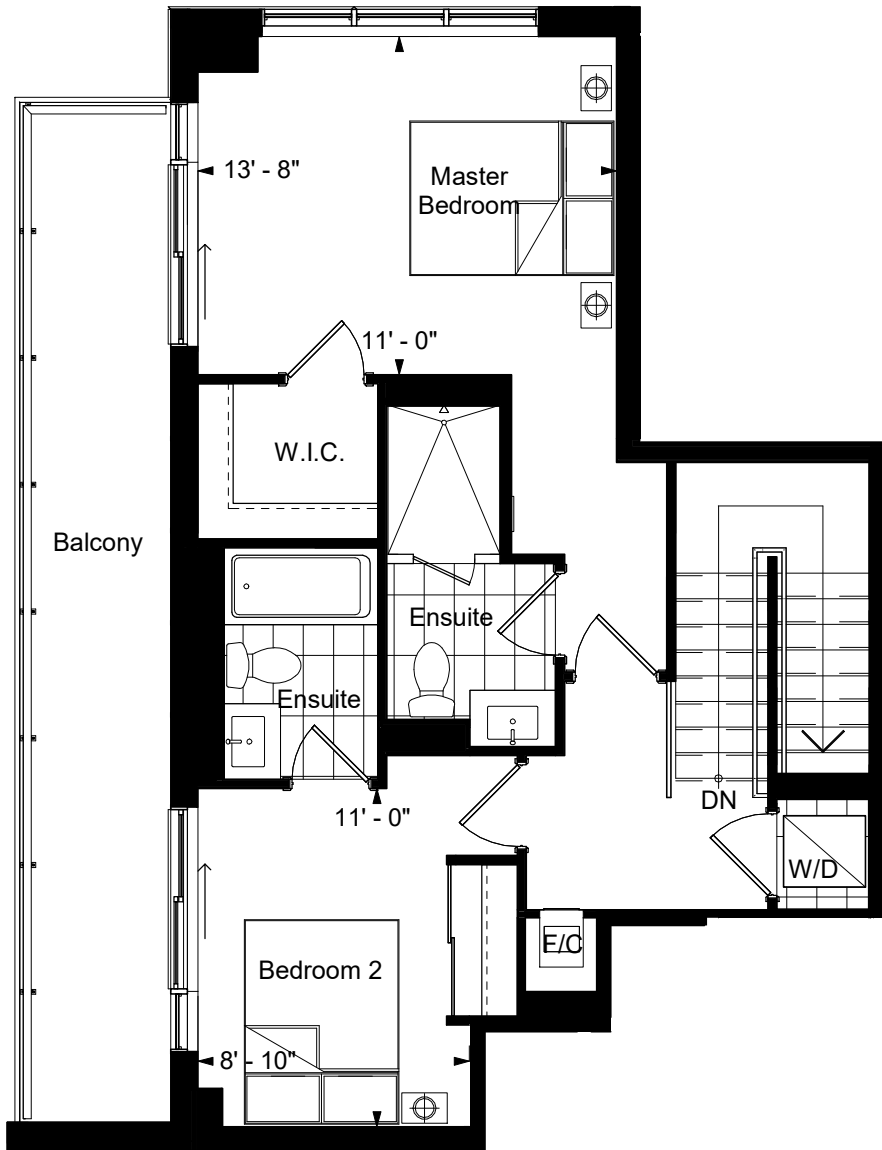 13' - 8"
Master
Bedroom
11' - 0"
W.I.C.
Balcony
Ensuite
Ensuite
DN
11' - 0"
W/D
F/C
Bedroom 2
8' - 10"